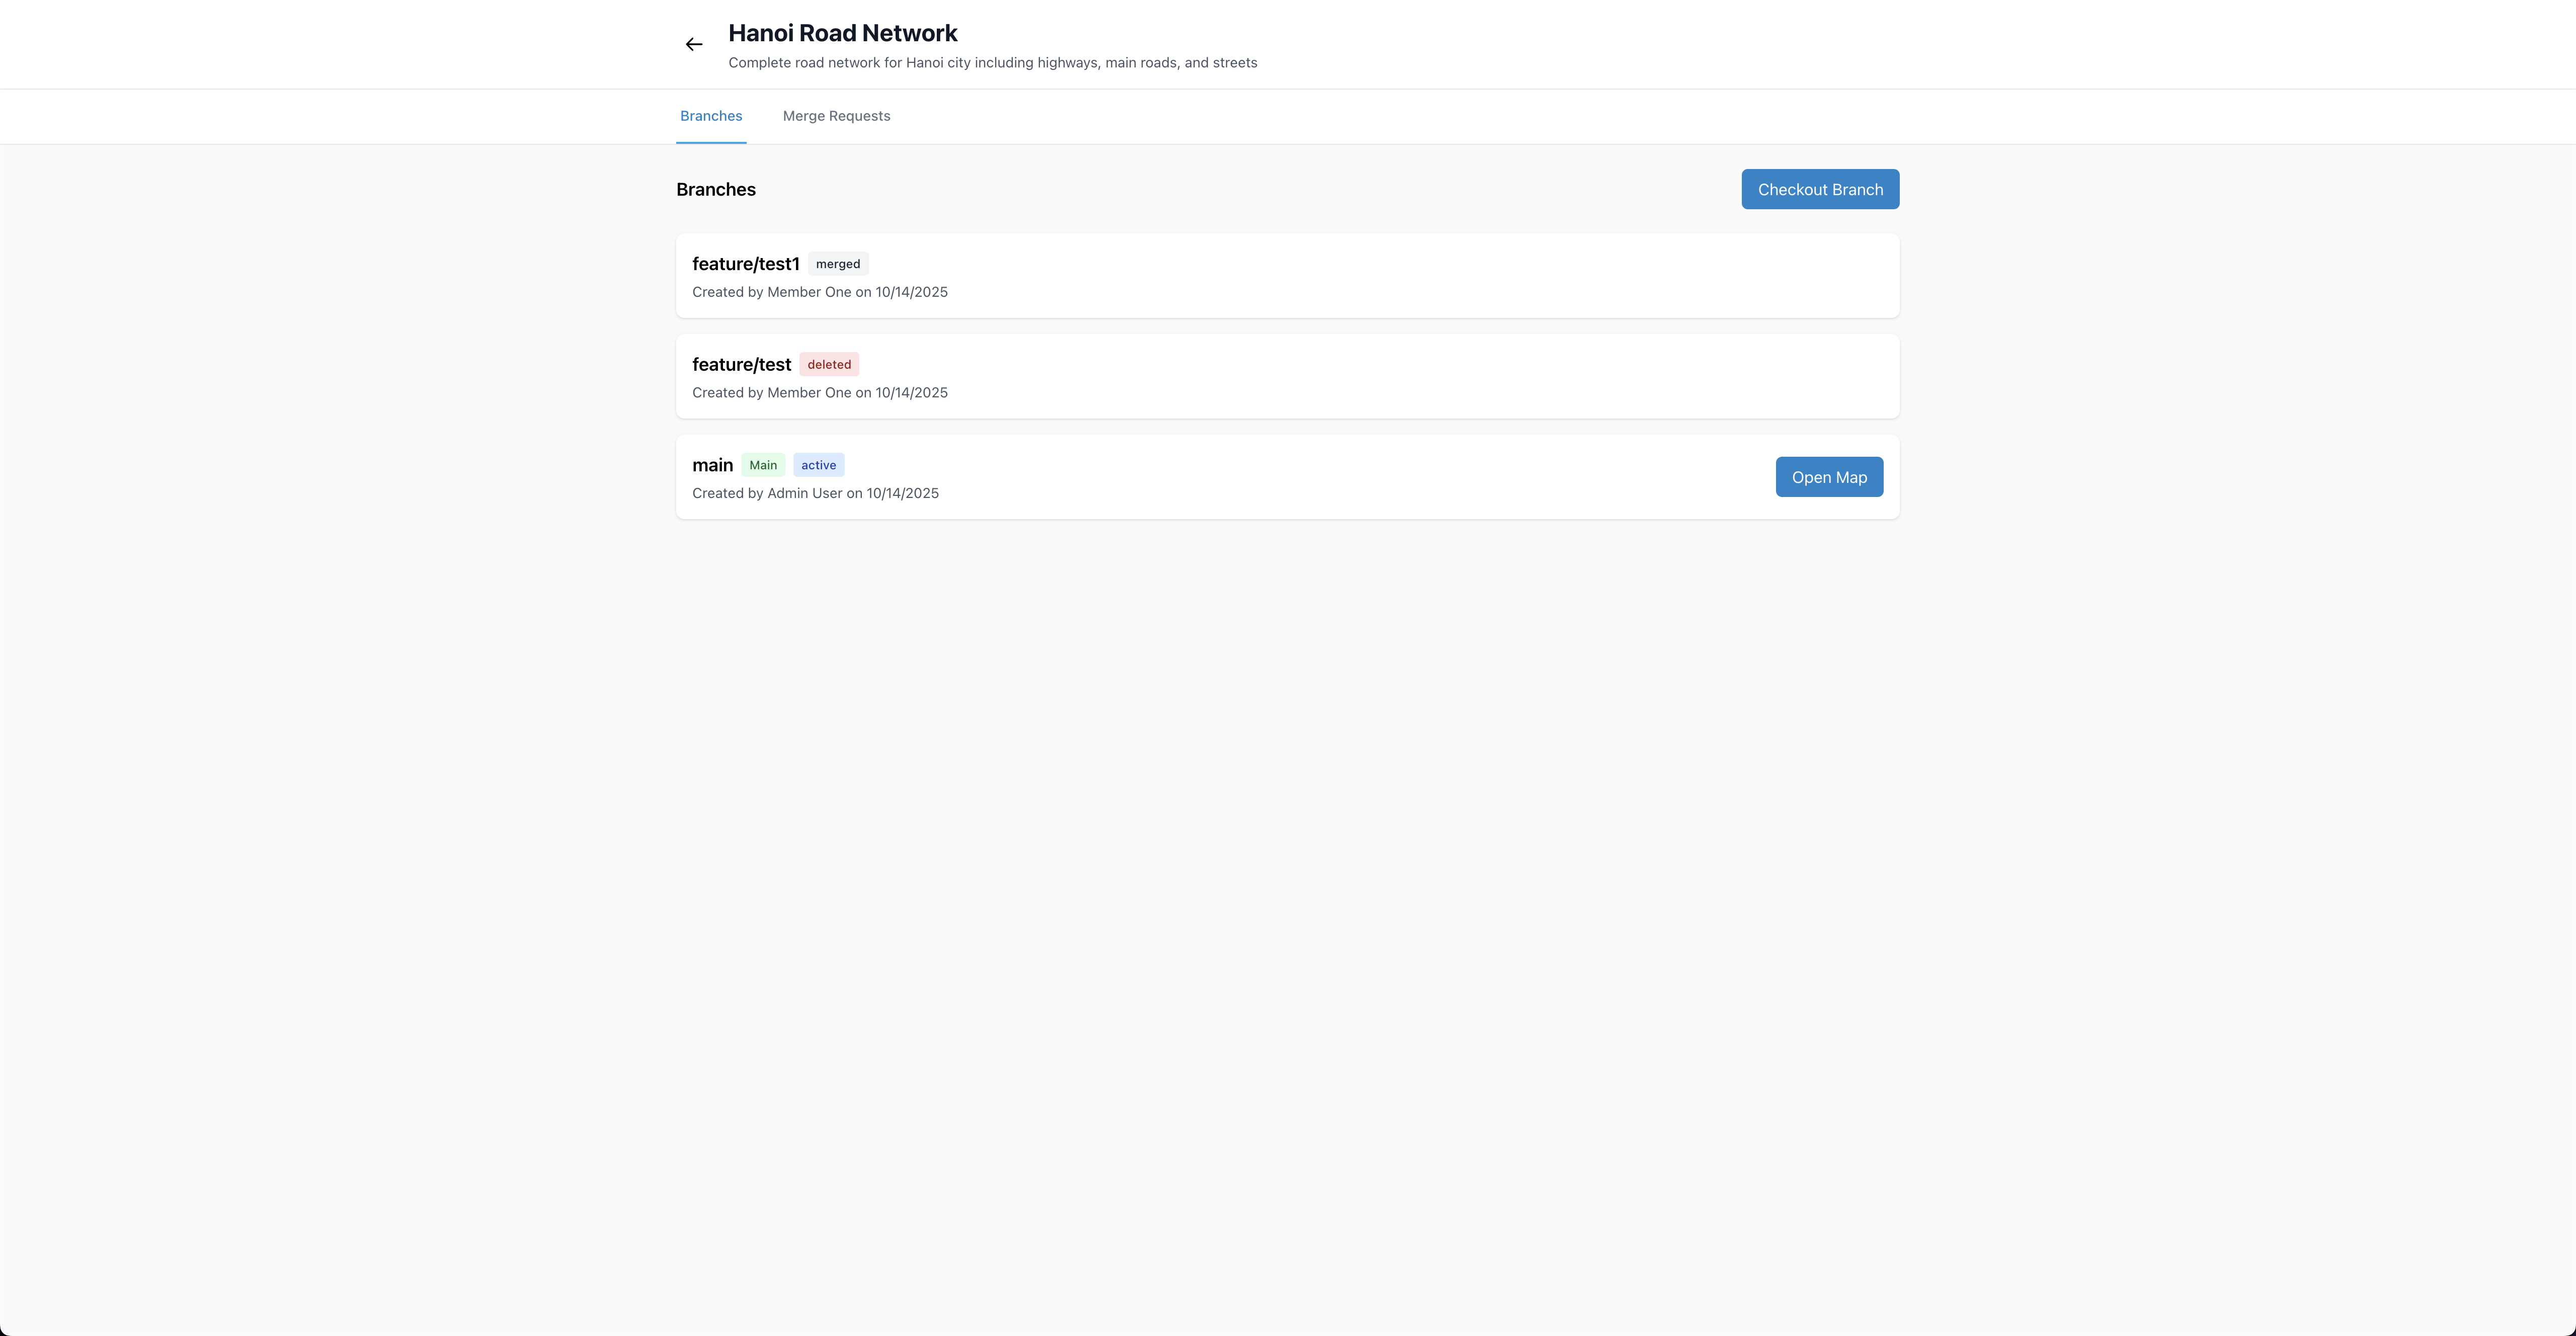 Hanoi Road Network
Complete road network for Hanoi city including highways, main roads, and streets
Branches Merge Requests
Branches Checkout Branch
feature/test1 merged
Created by Member One on 10/14/2025
feature/test deleted
Created by Member One on 10/14/2025
main Main active
Created by Admin User on 10/14/2025
Open Map